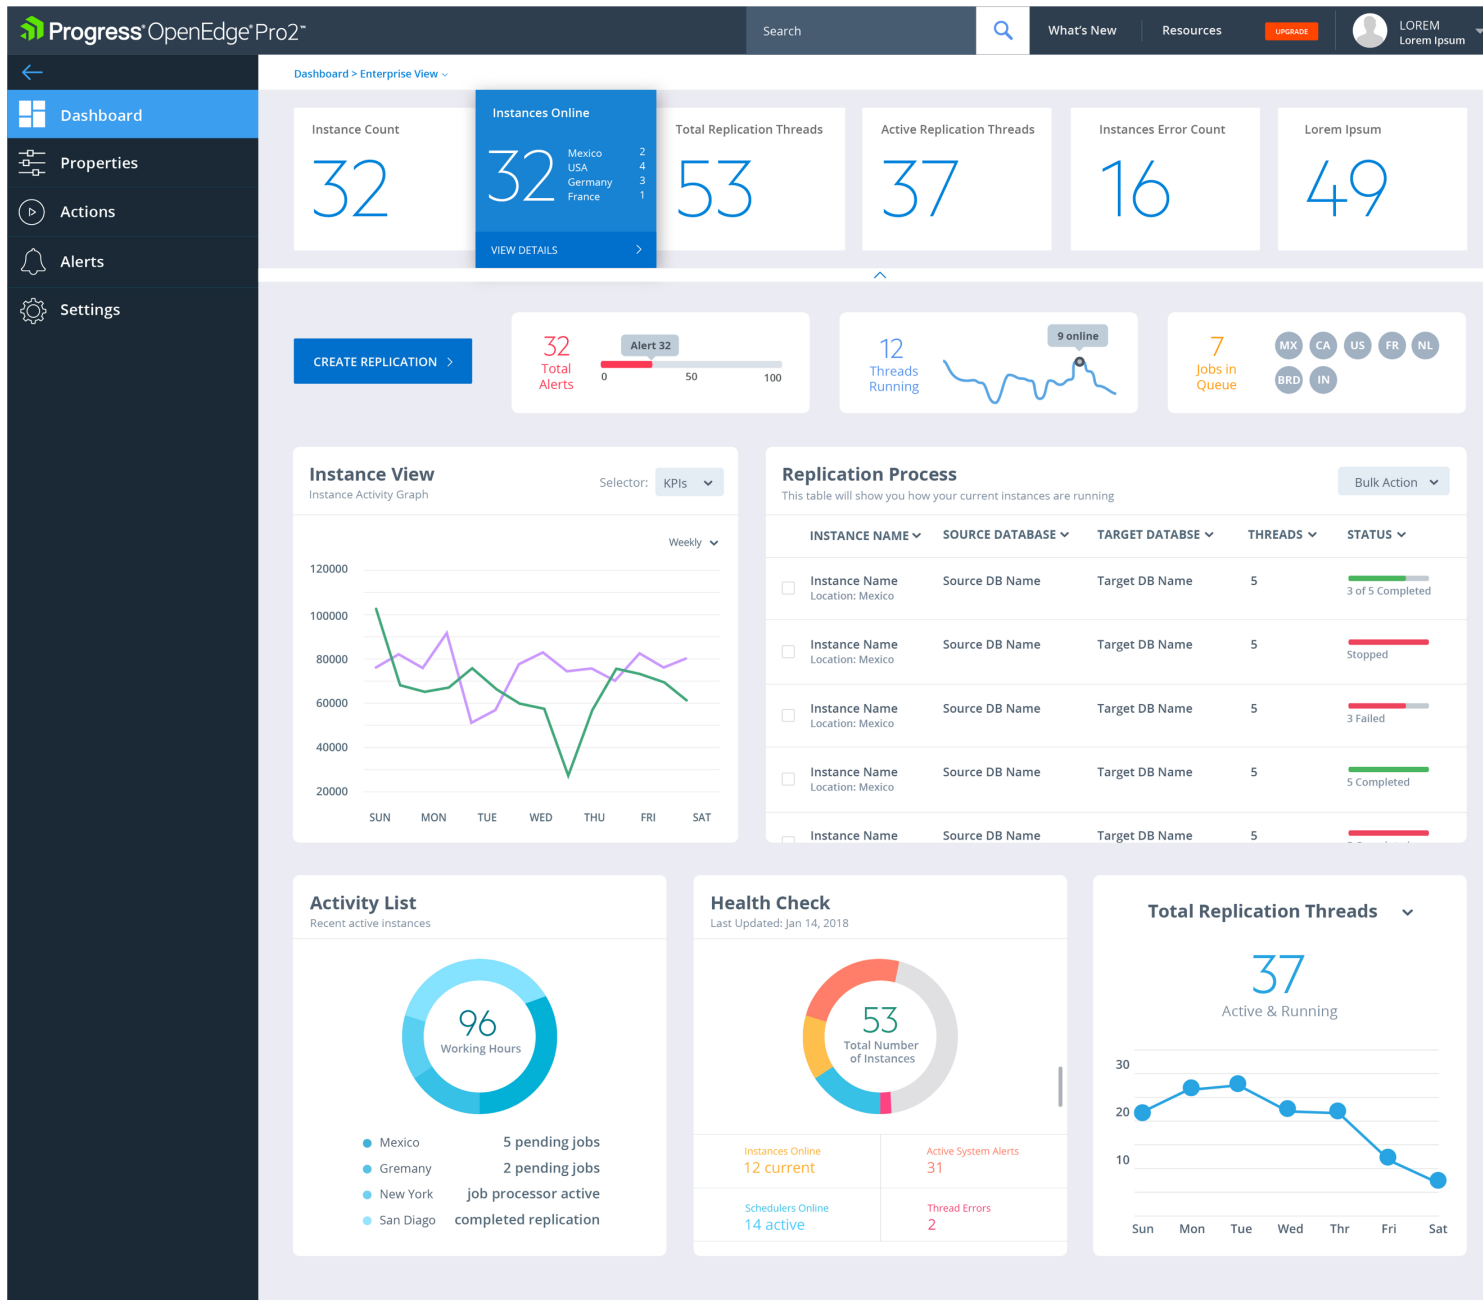 Progress® OpenEdge® Pro2™
Search
What's New
Resources
UPGRADE
LOREM
Lorem Ipsum
Dashboard > Enterprise View
Dashboard
Properties
Actions
Alerts
Settings
Instance Count
32
Instances Online
32
Mexico 2
USA 4
Germany 3
France 1
VIEW DETAILS
Total Replication Threads
53
Active Replication Threads
37
Instances Error Count
16
Lorem Ipsum
49
CREATE REPLICATION
32
Total
Alerts
Alert 32
0 50 100
12
Threads
Running
9 online
7
Jobs in
Queue
MX CA US FR NL
BRD IN
Instance View
Instance Activity Graph
Selector: KPIs
Weekly
120000
100000
80000
60000
40000
20000
SUN MON TUE WED THU FRI SAT
Replication Process
This table will show you how your current instances are running
Bulk Action
INSTANCE NAME SOURCE DATABASE TARGET DATABSE THREADS STATUS
Instance Name Source DB Name Target DB Name 5
Location: Mexico 3 of 5 Completed
Instance Name Source DB Name Target DB Name 5
Location: Mexico Stopped
Instance Name Source DB Name Target DB Name 5
Location: Mexico 3 Failed
Instance Name Source DB Name Target DB Name 5
Location: Mexico 5 Completed
Instance Name Source DB Name Target DB Name 5
Activity List
Recent active instances
96
Working Hours
Mexico 5 pending jobs
Gremany 2 pending jobs
New York job processor active
San Diago completed replication
Health Check
Last Updated: Jan 14, 2018
53
Total Number
of Instances
Instances Online
12 current
Active System Alerts
31
Schedulers Online
14 active
Thread Errors
2
Total Replication Threads
37
Active & Running
30
20
10
Sun Mon Tue Wed Thr Fri Sat